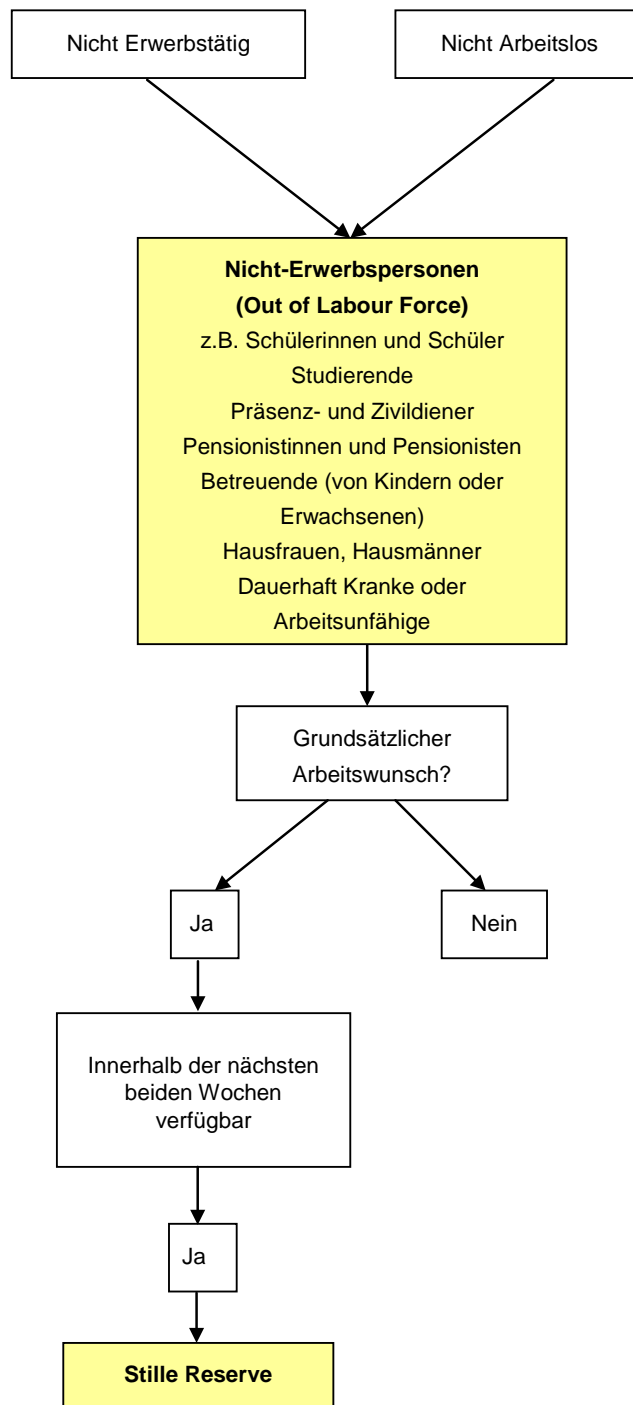 Nicht Erwerbstätig
Nicht Arbeitslos
Nicht-Erwerbspersonen
(Out of Labour Force)
z.B. Schülerinnen und Schüler
Studierende
Präsenz- und Zivildiener
Pensionistinnen und Pensionisten
Betreuende (von Kindern oder
Erwachsenen)
Hausfrauen, Hausmänner
Dauerhaft Kranke oder
Arbeitsunfähige
Grundsätzlicher
Arbeitswunsch?
Ja
Nein
Innerhalb der nächsten
beiden Wochen
verfügbar
Ja
Stille Reserve